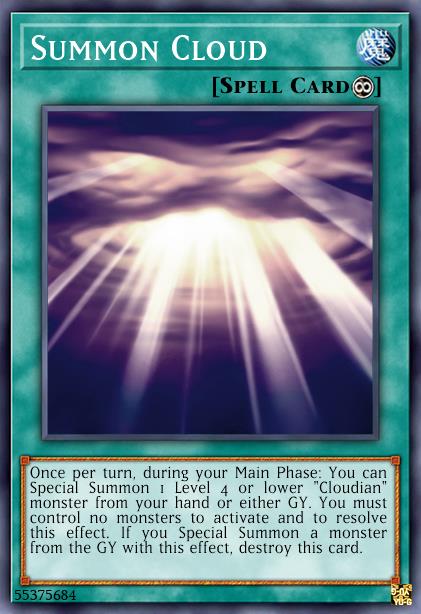 Summon Cloud
[Spell Card]
Once per turn, during your Main Phase: You can
Special Summon 1 Level 4 or lower "Cloudian"
monster from your hand or either GY. You must
control no monsters to activate and to resolve
this effect. If you Special Summon a monster
from the GY with this effect, destroy this card.
55375684